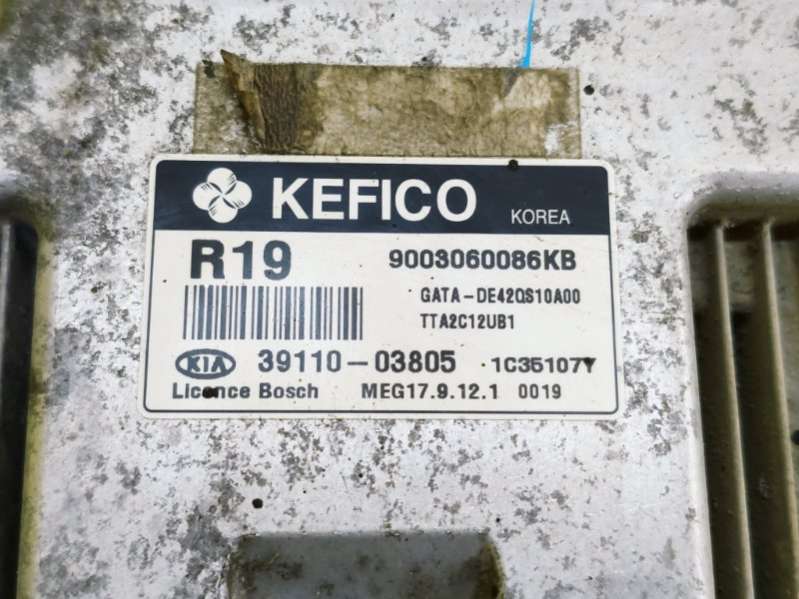 KEFICO KOREA
R19 9003060086KB
GATA-DE42QS10A00
TTA2C12UB1
KIA 39110-03805 1C35107Y
Licence Bosch MEG17.9.12.1 0019